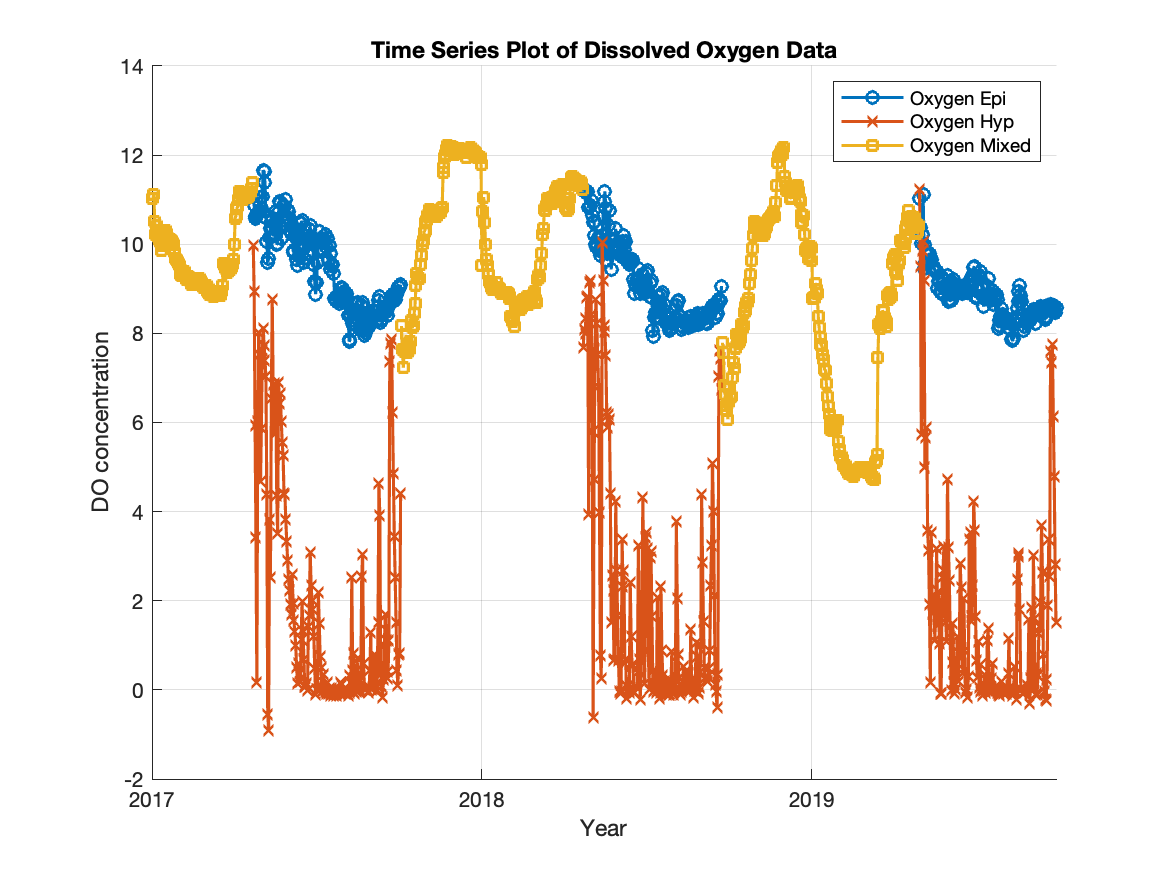 Time Series Plot of Dissolved Oxygen Data
14
12
10
8
6
4
2
0
-2
DO concentration
Oxygen Epi
Oxygen Hyp
Oxygen Mixed
2017
2018
2019
Year